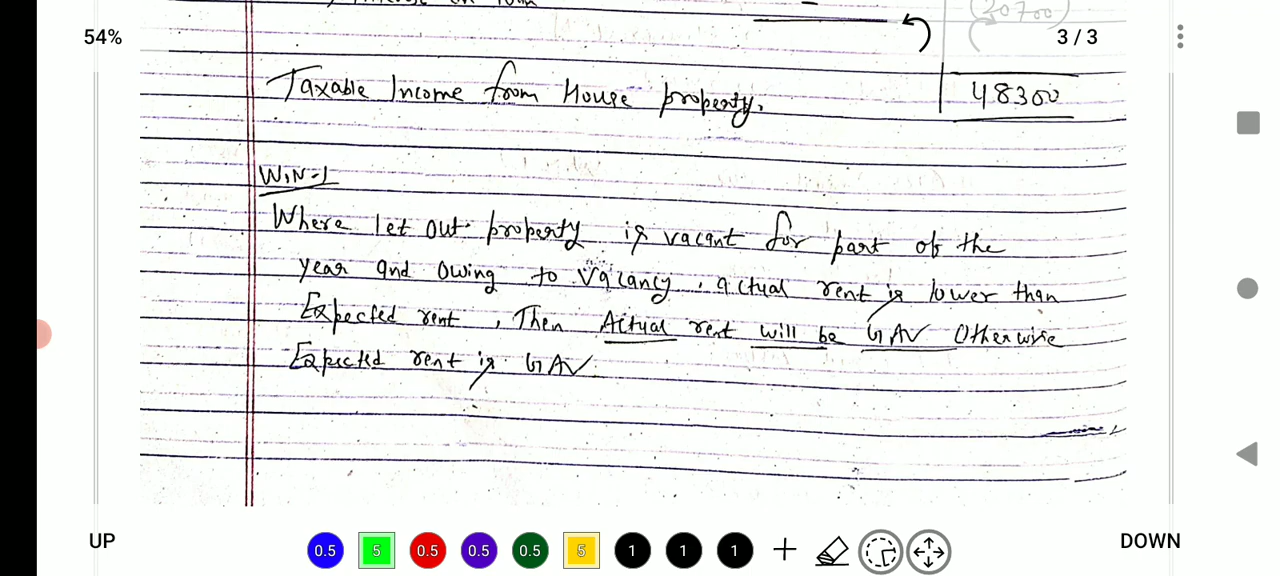 (20700)
54%
3 / 3
Taxable Income from House property.
48300
W.N-1
Where let out property is vacant for part of the
year and owing to vacancy, actual rent is lower than
Expected rent, Then Actual rent will be GAV Otherwise
Expected rent is GAV.
UP
0.5
5
0.5
0.5
0.5
5
1
1
1
DOWN